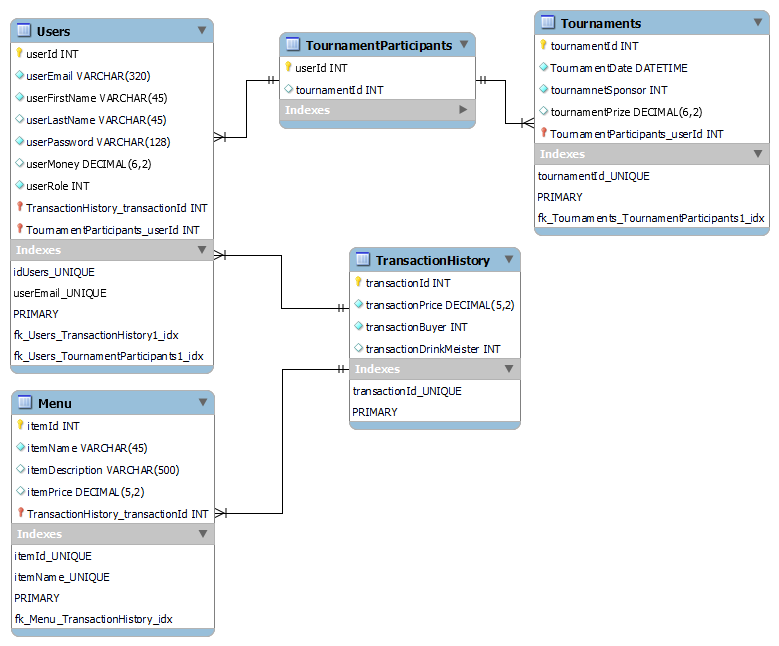 Users
userId INT
userEmail VARCHAR(320)
userFirstName VARCHAR(45)
userLastName VARCHAR(45)
userPassword VARCHAR(128)
userMoney DECIMAL(6,2)
userRole INT
TransactionHistory_transactionId INT
TournamentParticipants_userId INT
Indexes
idUsers_UNIQUE
userEmail_UNIQUE
PRIMARY
fk_Users_TransactionHistory1_idx
fk_Users_TournamentParticipants1_idx
TournamentParticipants
userId INT
tournamentId INT
Indexes
Tournaments
tournamentId INT
TournamentDate DATETIME
tournamnetSponsor INT
tournamentPrize DECIMAL(6,2)
TournamentParticipants_userId INT
Indexes
tournamentId_UNIQUE
PRIMARY
fk_Tournaments_TournamentParticipants1_idx
TransactionHistory
transactionId INT
transactionPrice DECIMAL(5,2)
transactionBuyer INT
transactionDrinkMeister INT
Indexes
transactionId_UNIQUE
PRIMARY
Menu
itemId INT
itemName VARCHAR(45)
itemDescription VARCHAR(500)
itemPrice DECIMAL(5,2)
TransactionHistory_transactionId INT
Indexes
itemId_UNIQUE
itemName_UNIQUE
PRIMARY
fk_Menu_TransactionHistory_idx